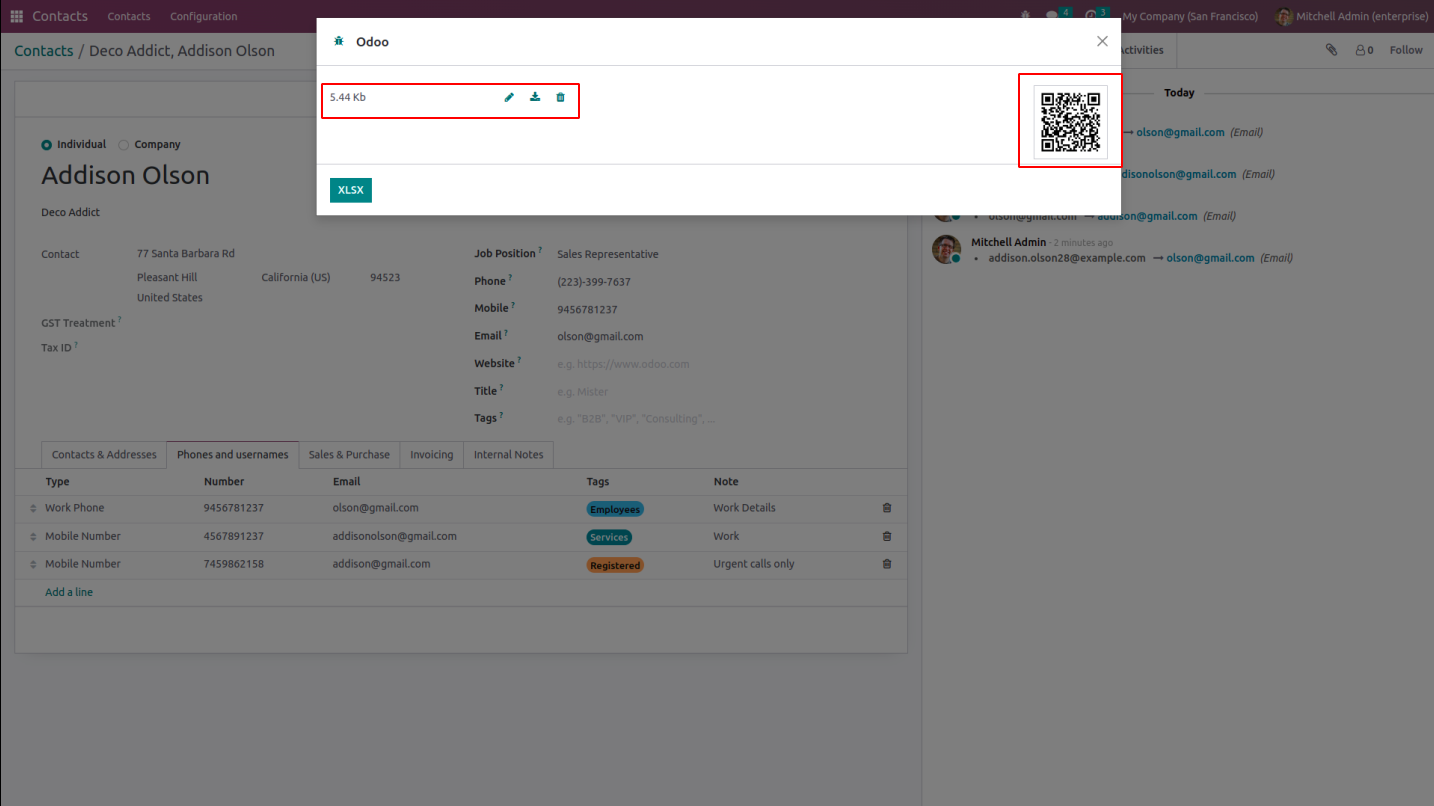 Contacts Contacts Configuration 4 3 My Company (San Francisco) Mitchell Admin (enterprise)
Contacts / Deco Addict, Addison Olson
Odoo
ctivities 0 Follow
5.44 Kb
XLSX
Today
olson@gmail.com (Email)
disonolson@gmail.com (Email)
olson@gmail.com → addison@gmail.com (Email)
Mitchell Admin - 2 minutes ago
• addison.olson28@example.com → olson@gmail.com (Email)
Individual Company
Addison Olson
Deco Addict
Contact 77 Santa Barbara Rd
Pleasant Hill California (US) 94523
United States
GST Treatment ?
Tax ID ?
Job Position ? Sales Representative
Phone ? (223)-399-7637
Mobile ? 9456781237
Email ? olson@gmail.com
Website ? e.g. https://www.odoo.com
Title ? e.g. Mister
Tags ? e.g. "B2B", "VIP", "Consulting", ...
Contacts & Addresses Phones and usernames Sales & Purchase Invoicing Internal Notes
Type Number Email Tags Note
Work Phone 9456781237 olson@gmail.com Employees Work Details
Mobile Number 4567891237 addisonolson@gmail.com Services Work
Mobile Number 7459862158 addison@gmail.com Registered Urgent calls only
Add a line